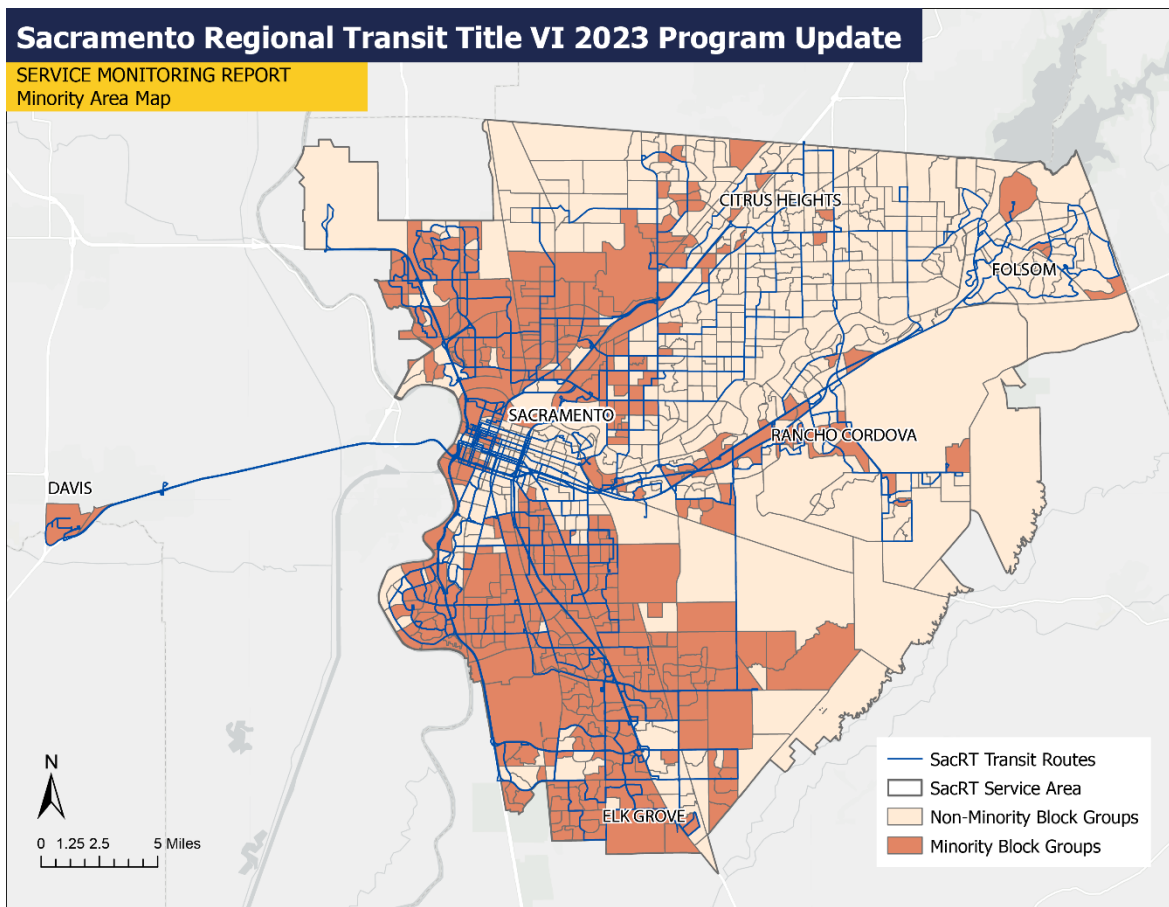 Sacramento Regional Transit Title VI 2023 Program Update
SERVICE MONITORING REPORT
Minority Area Map
CITRUS HEIGHTS
FOLSOM
SACRAMENTO
RANCHO CORDOVA
DAVIS
ELK GROVE
N
0 1.25 2.5 5 Miles
SacRT Transit Routes
SacRT Service Area
Non-Minority Block Groups
Minority Block Groups